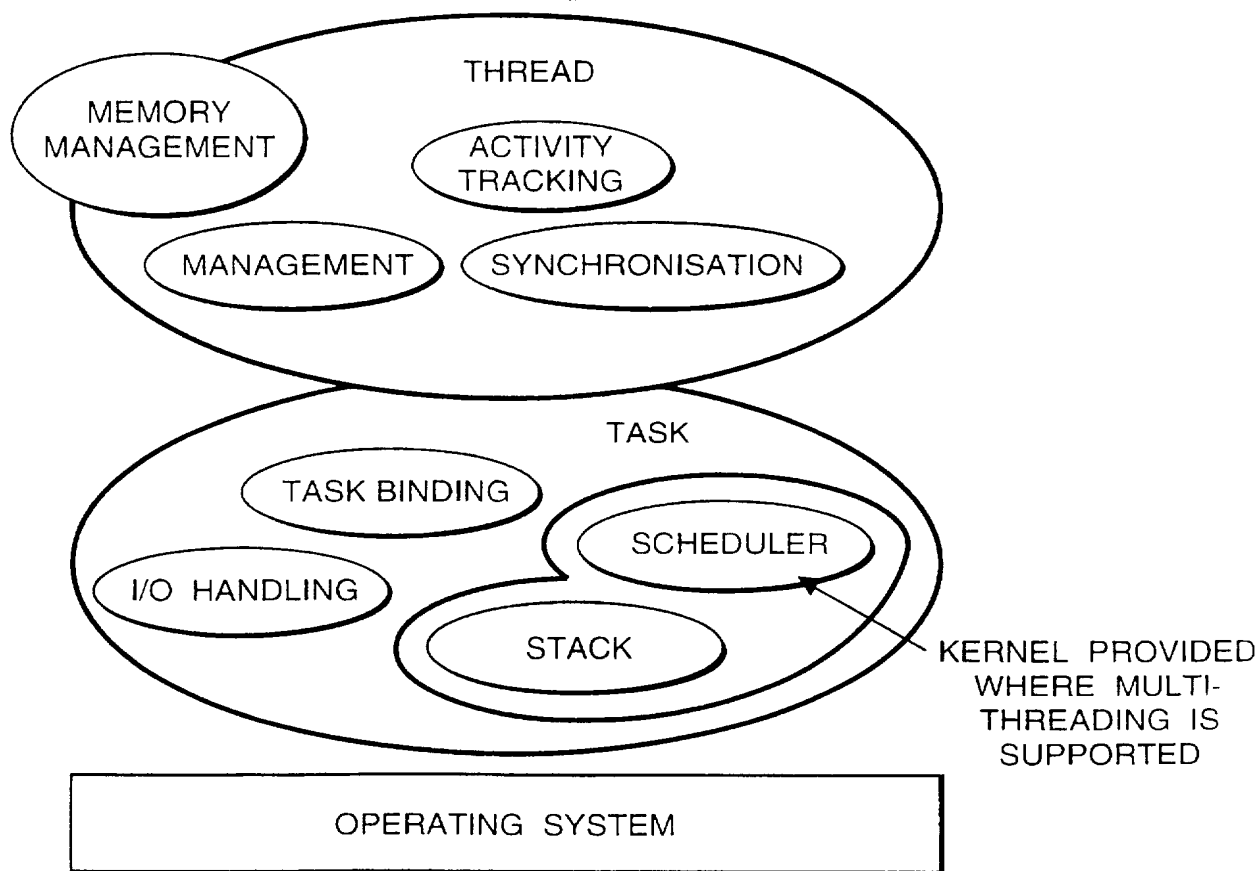 THREAD
MEMORY
MANAGEMENT
ACTIVITY
TRACKING
MANAGEMENT
SYNCHRONISATION
TASK
TASK BINDING
SCHEDULER
I/O HANDLING
STACK
KERNEL PROVIDED
WHERE MULTI-
THREADING IS
SUPPORTED
OPERATING SYSTEM